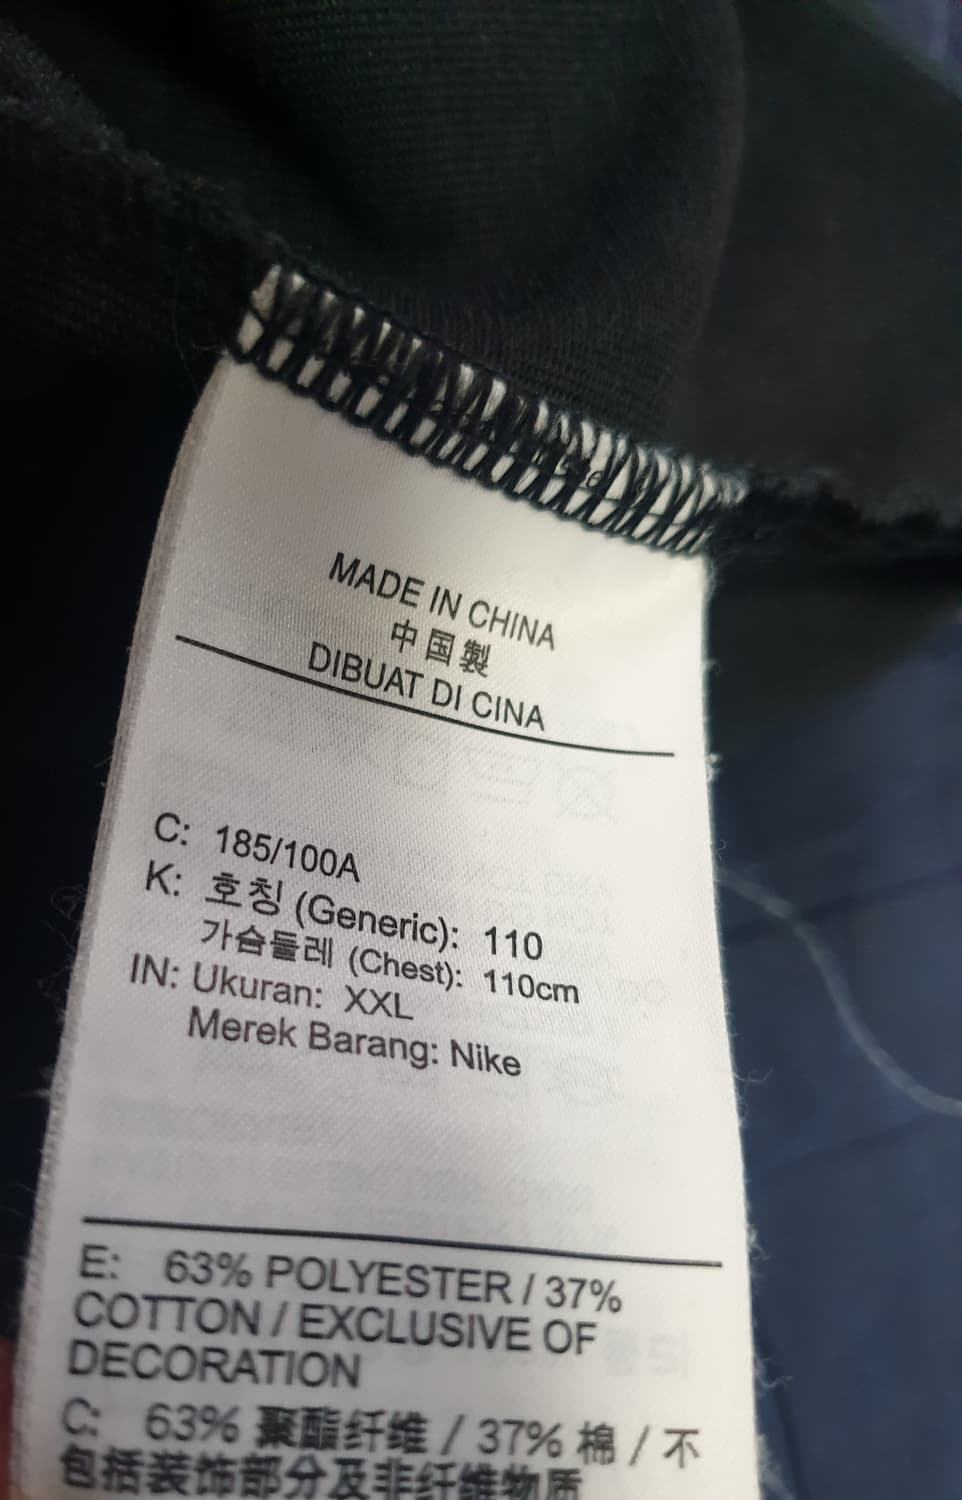 MADE IN CHINA
中国製
DIBUAT DI CINA
C: 185/100A
K: 호칭 (Generic): 110
가슴둘레 (Chest): 110cm
IN: Ukuran: XXL
Merek Barang: Nike
E: 63% POLYESTER / 37%
COTTON / EXCLUSIVE OF
DECORATION
C: 63% 聚酯纤维 / 37% 棉 / 不
包括装饰部分及非纤维物质